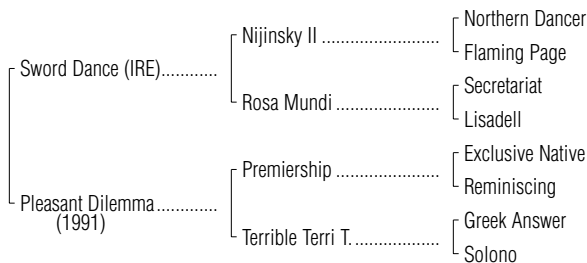 Northern Dancer
Nijinsky II
Flaming Page
Sword Dance (IRE)
Secretariat
Rosa Mundi
Lisadell
Exclusive Native
Premiership
Reminiscing
Pleasant Dilemma
(1991)
Greek Answer
Terrible Terri T.
Solono